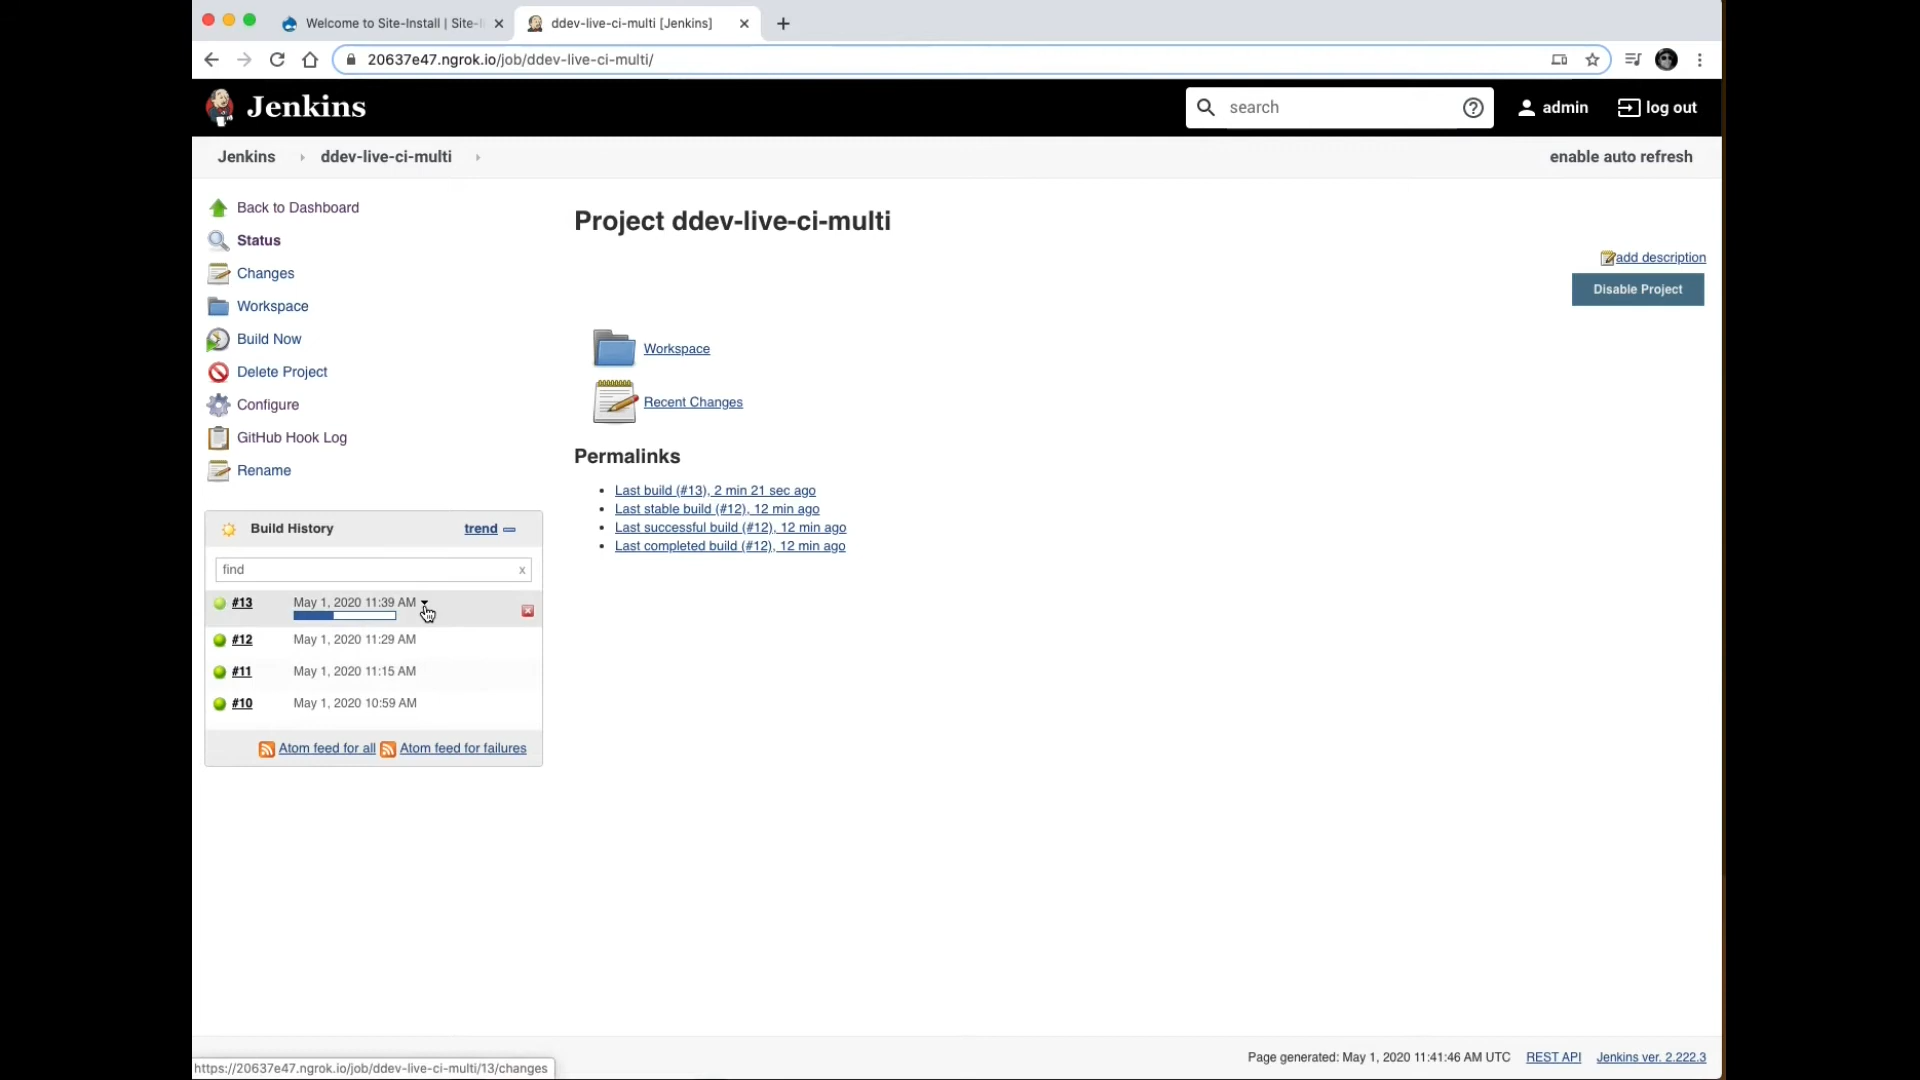 Welcome to Site-Install | Site-I
ddev-live-ci-multi [Jenkins]
20637e47.ngrok.io/job/ddev-live-ci-multi/
Jenkins
search
admin
log out
Jenkins
ddev-live-ci-multi
enable auto refresh
Back to Dashboard
Status
Changes
Workspace
Build Now
Delete Project
Configure
GitHub Hook Log
Rename
Project ddev-live-ci-multi
add description
Disable Project
Workspace
Recent Changes
Permalinks
Last build (#13), 2 min 21 sec ago
Last stable build (#12), 12 min ago
Last successful build (#12), 12 min ago
Last completed build (#12), 12 min ago
Build History
trend
find
x
#13 May 1, 2020 11:39 AM
#12 May 1, 2020 11:29 AM
#11 May 1, 2020 11:15 AM
#10 May 1, 2020 10:59 AM
Atom feed for all
Atom feed for failures
Page generated: May 1, 2020 11:41:46 AM UTC
REST API
Jenkins ver. 2.222.3
https://20637e47.ngrok.io/job/ddev-live-ci-multi/13/changes